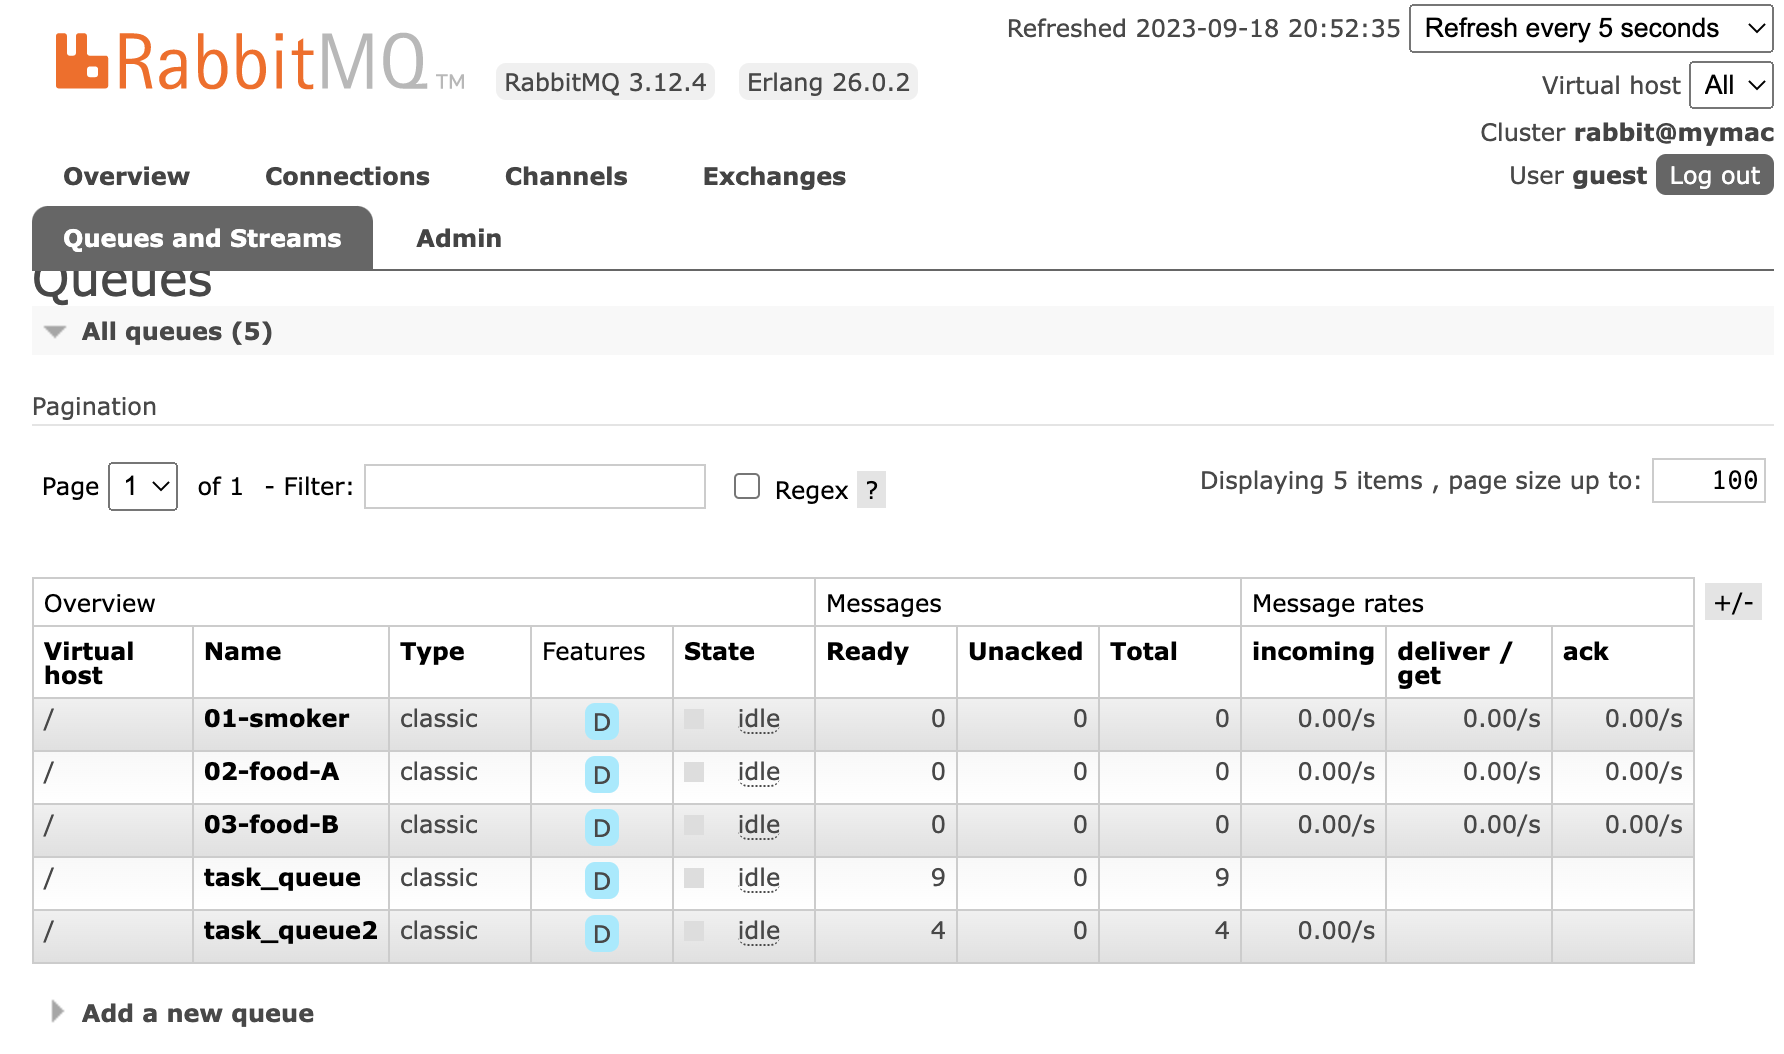 Refreshed 2023-09-18 20:52:35 Refresh every 5 seconds
RabbitMQ TM RabbitMQ 3.12.4 Erlang 26.0.2
Virtual host All
Cluster rabbit@mymac
User guest Log out
Overview Connections Channels Exchanges
Queues and Streams Admin
Queues
All queues (5)
Pagination
Page 1 of 1 - Filter: Regex ? Displaying 5 items , page size up to: 100
Overview Messages Message rates +/-
Virtual host Name Type Features State Ready Unacked Total incoming deliver / get ack
/ 01-smoker classic D idle 0 0 0 0.00/s 0.00/s 0.00/s
/ 02-food-A classic D idle 0 0 0 0.00/s 0.00/s 0.00/s
/ 03-food-B classic D idle 0 0 0 0.00/s 0.00/s 0.00/s
/ task_queue classic D idle 9 0 9
/ task_queue2 classic D idle 4 0 4 0.00/s
Add a new queue